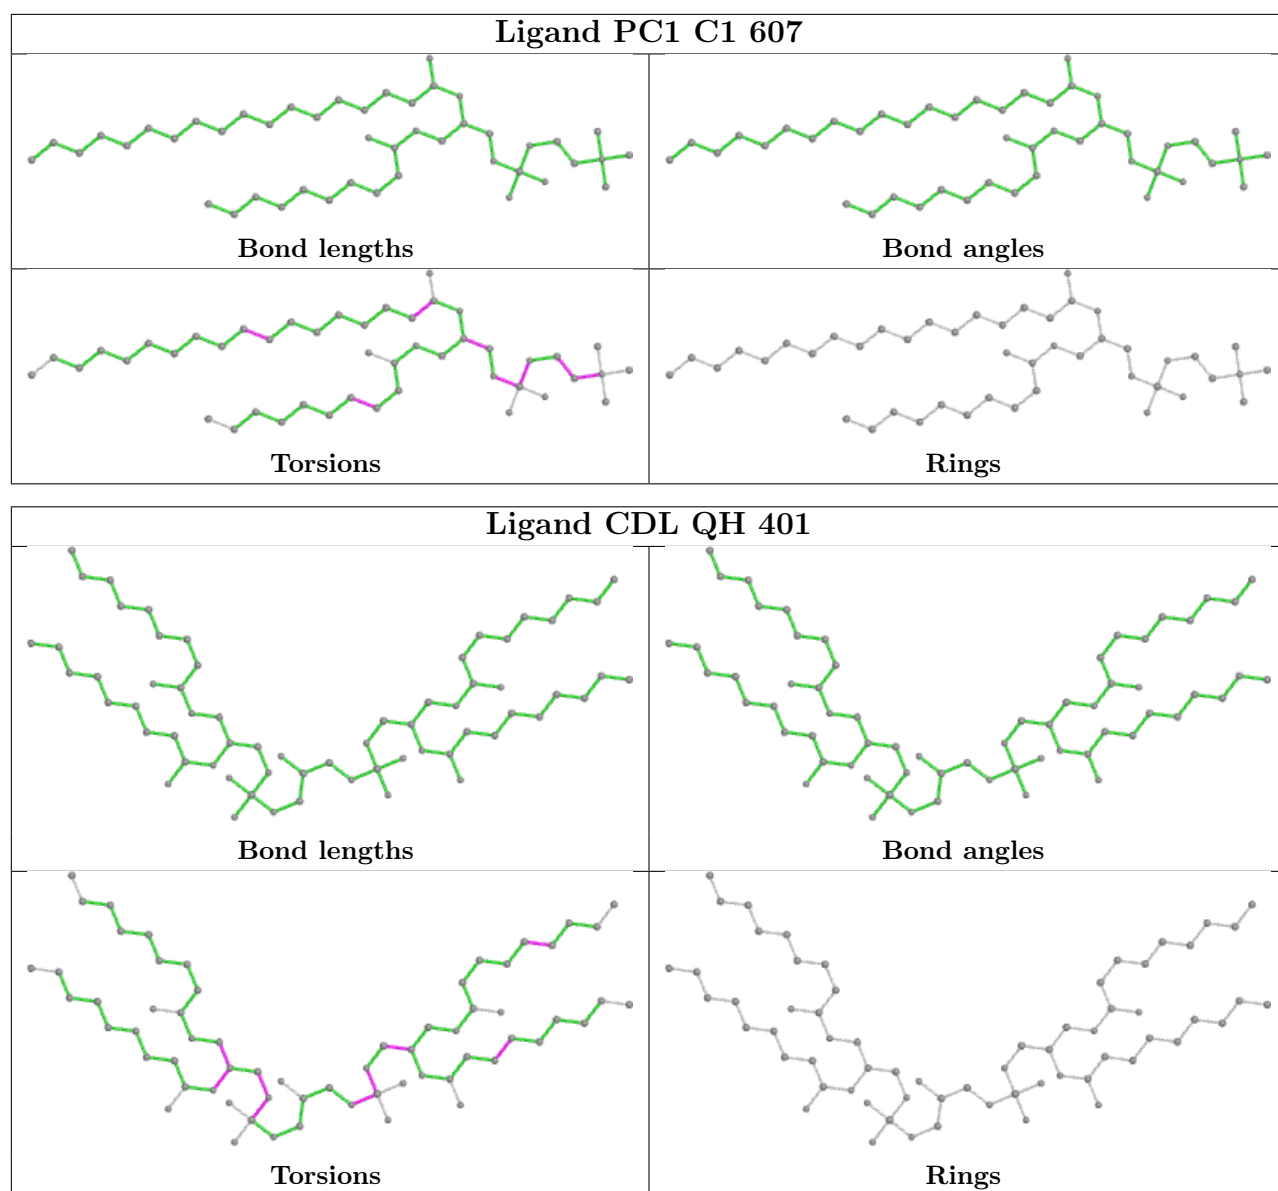 Ligand PC1 C1 607
Bond lengths
Bond angles
Torsions
Rings
Ligand CDL QH 401
Bond lengths
Bond angles
Torsions
Rings